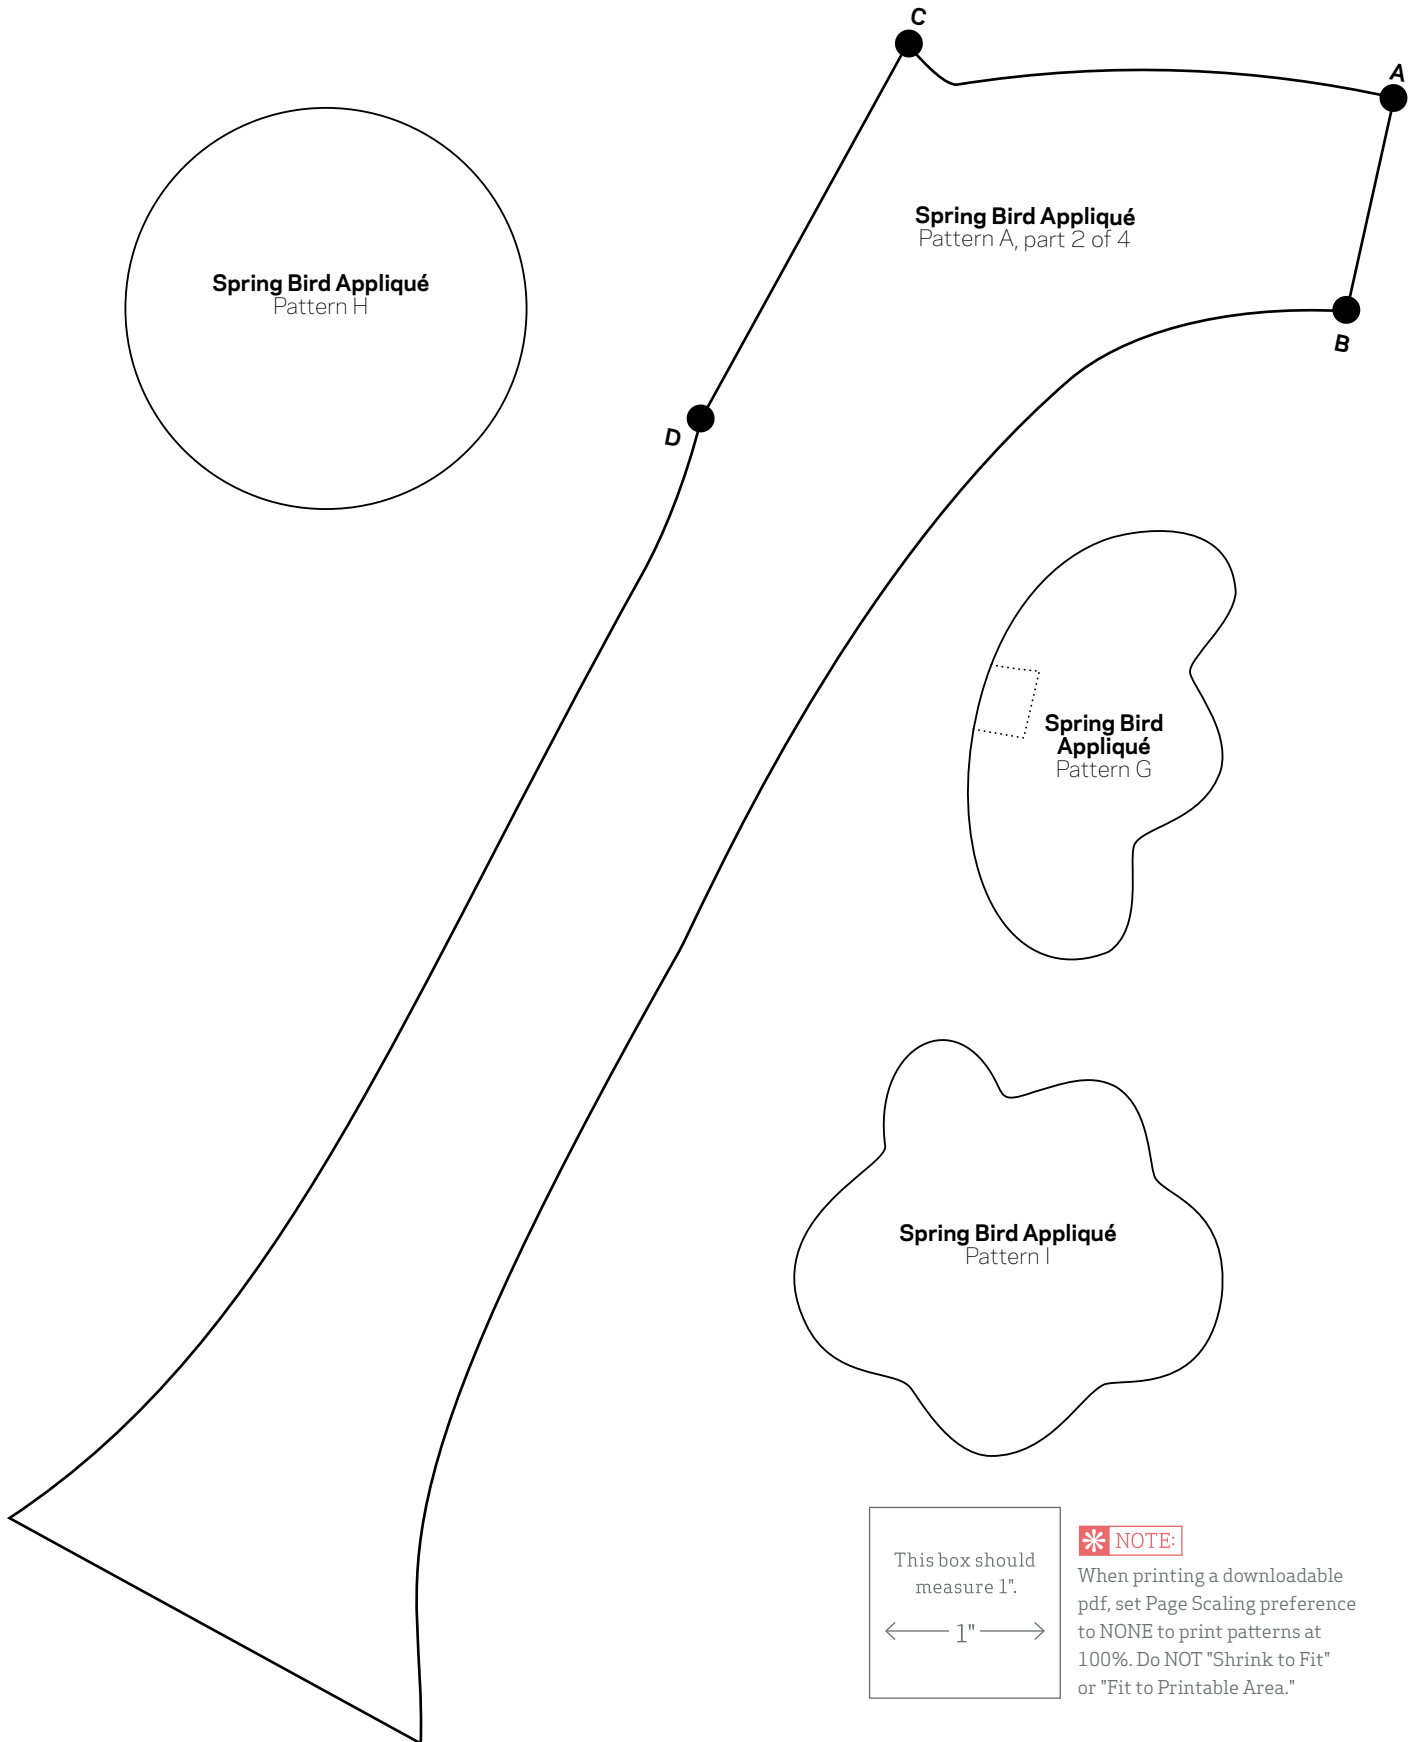 C
A
Spring Bird Appliqué
Pattern A, part 2 of 4
Spring Bird Appliqué
Pattern H
B
D
Spring Bird
Appliqué
Pattern G
Spring Bird Appliqué
Pattern I
This box should
measure 1".
1"
NOTE:
When printing a downloadable
pdf, set Page Scaling preference
to NONE to print patterns at
100%. Do NOT "Shrink to Fit"
or "Fit to Printable Area."